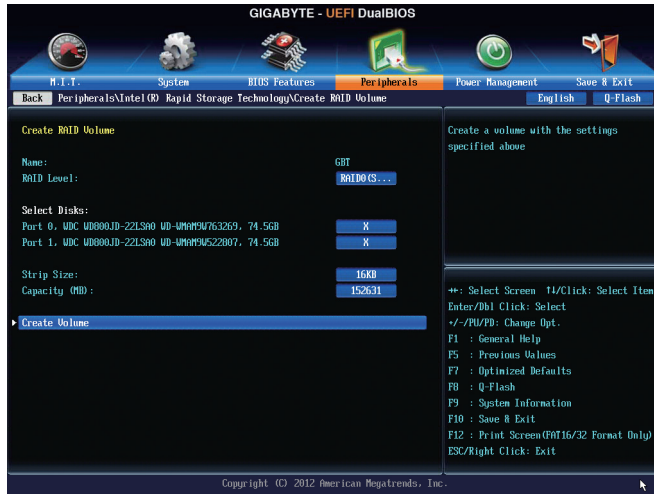 GIGABYTE - UEFI DualBIOS
M.I.T. System BIOS Features Peripherals Power Management Save & Exit
Back Peripherals\Intel(R) Rapid Storage Technology\Create RAID Volume English Q-Flash
Create RAID Volume
Name: GBT
RAID Level: RAID0(S...
Select Disks:
Port 0, WDC WD800JD-22LSA0 WD-WMAM9W763269, 74.5GB X
Port 1, WDC WD800JD-22LSA0 WD-WMAM9W522807, 74.5GB X
Strip Size: 16KB
Capacity (MB): 152631
Create Volume
Create a volume with the settings
specified above
→←: Select Screen ↑↓/Click: Select Item
Enter/Dbl Click: Select
+/-/PU/PD: Change Opt.
F1 : General Help
F5 : Previous Values
F7 : Optimized Defaults
F8 : Q-Flash
F9 : System Information
F10 : Save & Exit
F12 : Print Screen(FAT16/32 Format Only)
ESC/Right Click: Exit
Copyright (C) 2012 American Megatrends, Inc.